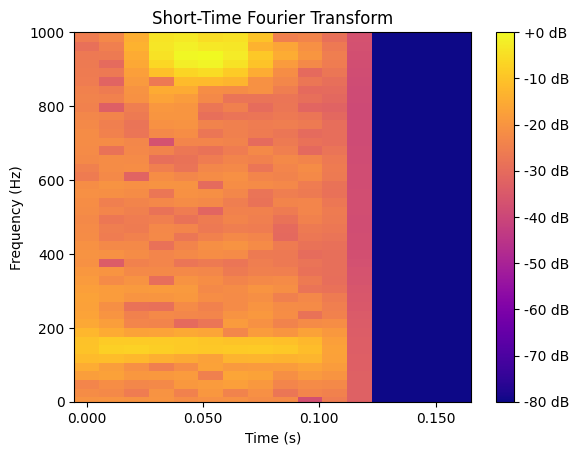 Short-Time Fourier Transform
Frequency (Hz)
1000
800
600
400
200
0
0.000
0.050
0.100
0.150
Time (s)
+0 dB
-10 dB
-20 dB
-30 dB
-40 dB
-50 dB
-60 dB
-70 dB
-80 dB